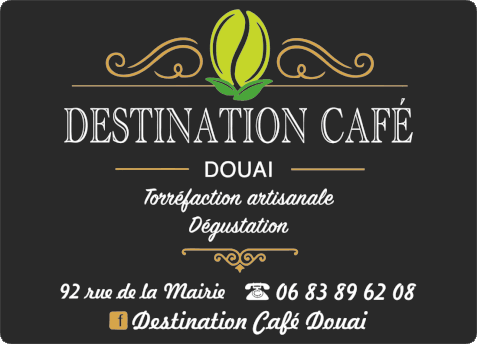 DESTINATION CAFÉ
DOUAI
Torréfaction artisanale
Dégustation
92 rue de la Mairie ☎ 06 83 89 62 08
f Destination Café Douai